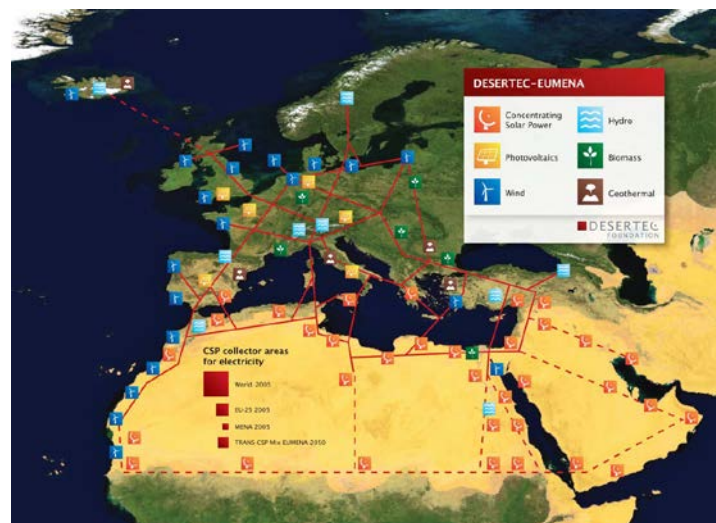 DESERTEC-EUMENA
Concentrating
Solar Power
Hydro
Photovoltaics
Biomass
Wind
Geothermal
DESERTEC
FOUNDATION
CSP collector areas
for electricity
World 2005
EU-25 2005
MENA 2005
TRANS-CSP Mix EUMENA 2050